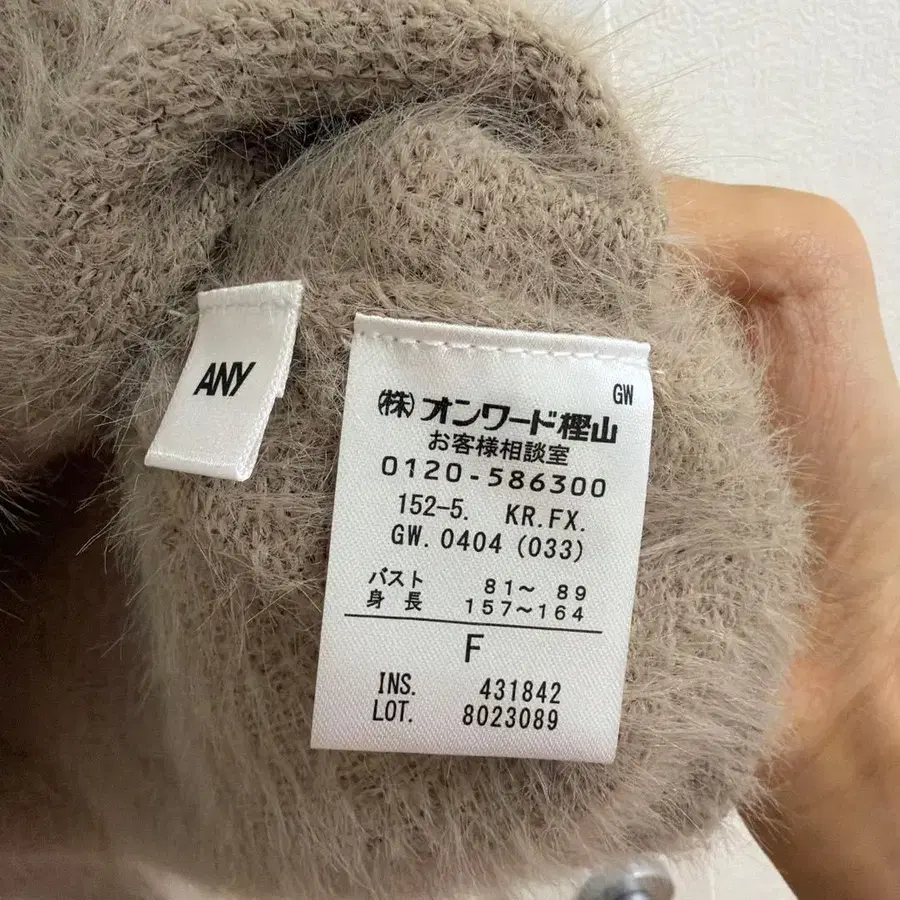 ANY
GW
㈱オンワード樫山
お客様相談室
0120-586300
152-5. KR.FX.
GW. 0404 (033)
バスト 81～ 89
身長 157～164
F
INS. 431842
LOT. 8023089